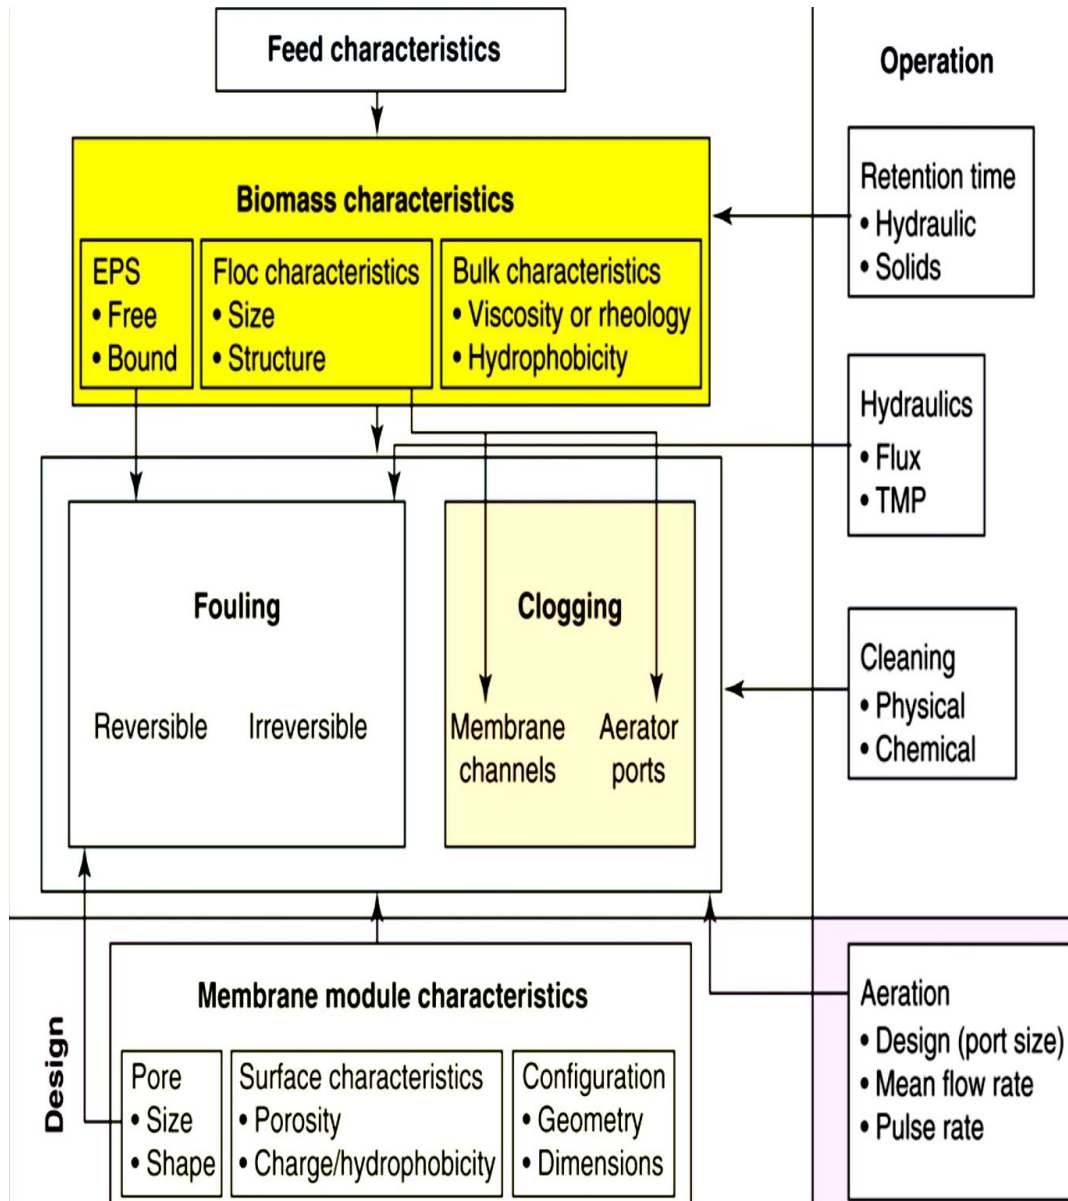 Feed characteristics
Operation
Biomass characteristics
EPS
• Free
• Bound
Floc characteristics
• Size
• Structure
Bulk characteristics
• Viscosity or rheology
• Hydrophobicity
Retention time
• Hydraulic
• Solids
Hydraulics
• Flux
• TMP
Fouling
Reversible
Irreversible
Clogging
Membrane
channels
Aerator
ports
Cleaning
• Physical
• Chemical
Design
Membrane module characteristics
Pore
• Size
• Shape
Surface characteristics
• Porosity
• Charge/hydrophobicity
Configuration
• Geometry
• Dimensions
Aeration
• Design (port size)
• Mean flow rate
• Pulse rate